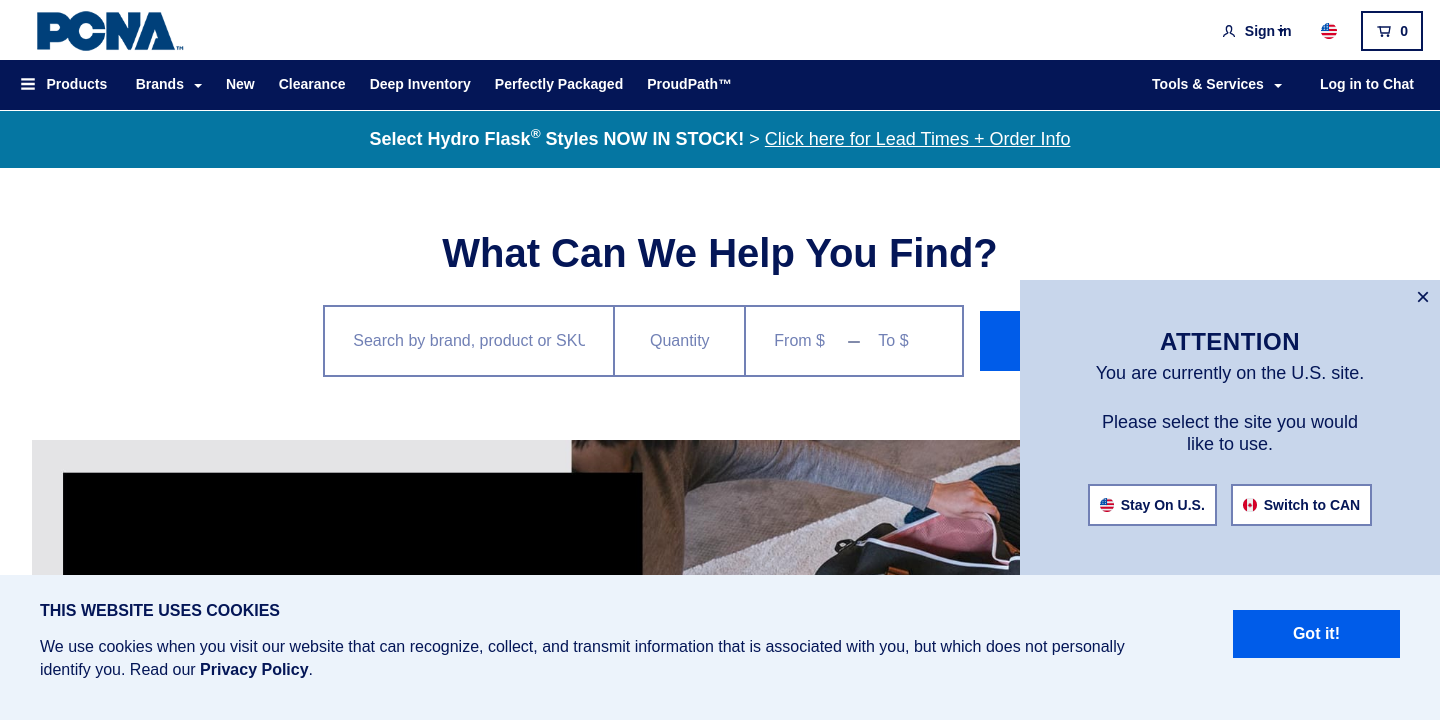 PCNA™
Sign in
0
Products Brands New Clearance Deep Inventory Perfectly Packaged ProudPath™ Tools & Services Log in to Chat
Select Hydro Flask® Styles NOW IN STOCK! > Click here for Lead Times + Order Info
What Can We Help You Find?
Search by brand, product or SKU Quantity From $ – To $
×
ATTENTION
You are currently on the U.S. site.
Please select the site you would
like to use.
Stay On U.S. Switch to CAN
THIS WEBSITE USES COOKIES
We use cookies when you visit our website that can recognize, collect, and transmit information that is associated with you, but which does not personally
identify you. Read our Privacy Policy.
Got it!